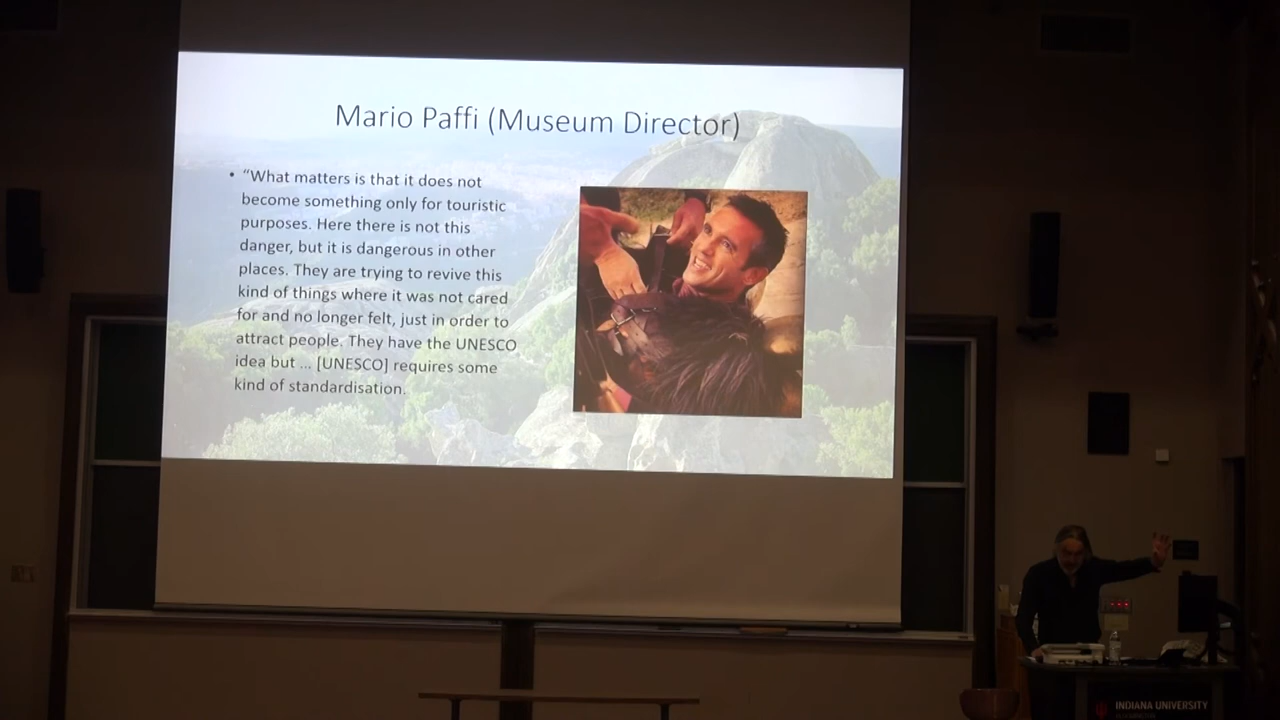 Mario Paffi (Museum Director)
• “What matters is that it does not
become something only for touristic
purposes. Here there is not this
danger, but it is dangerous in other
places. They are trying to revive this
kind of things where it was not cared
for and no longer felt, just in order to
attract people. They have the UNESCO
idea but ... [UNESCO] requires some
kind of standardisation.
INDIANA UNIVERSITY